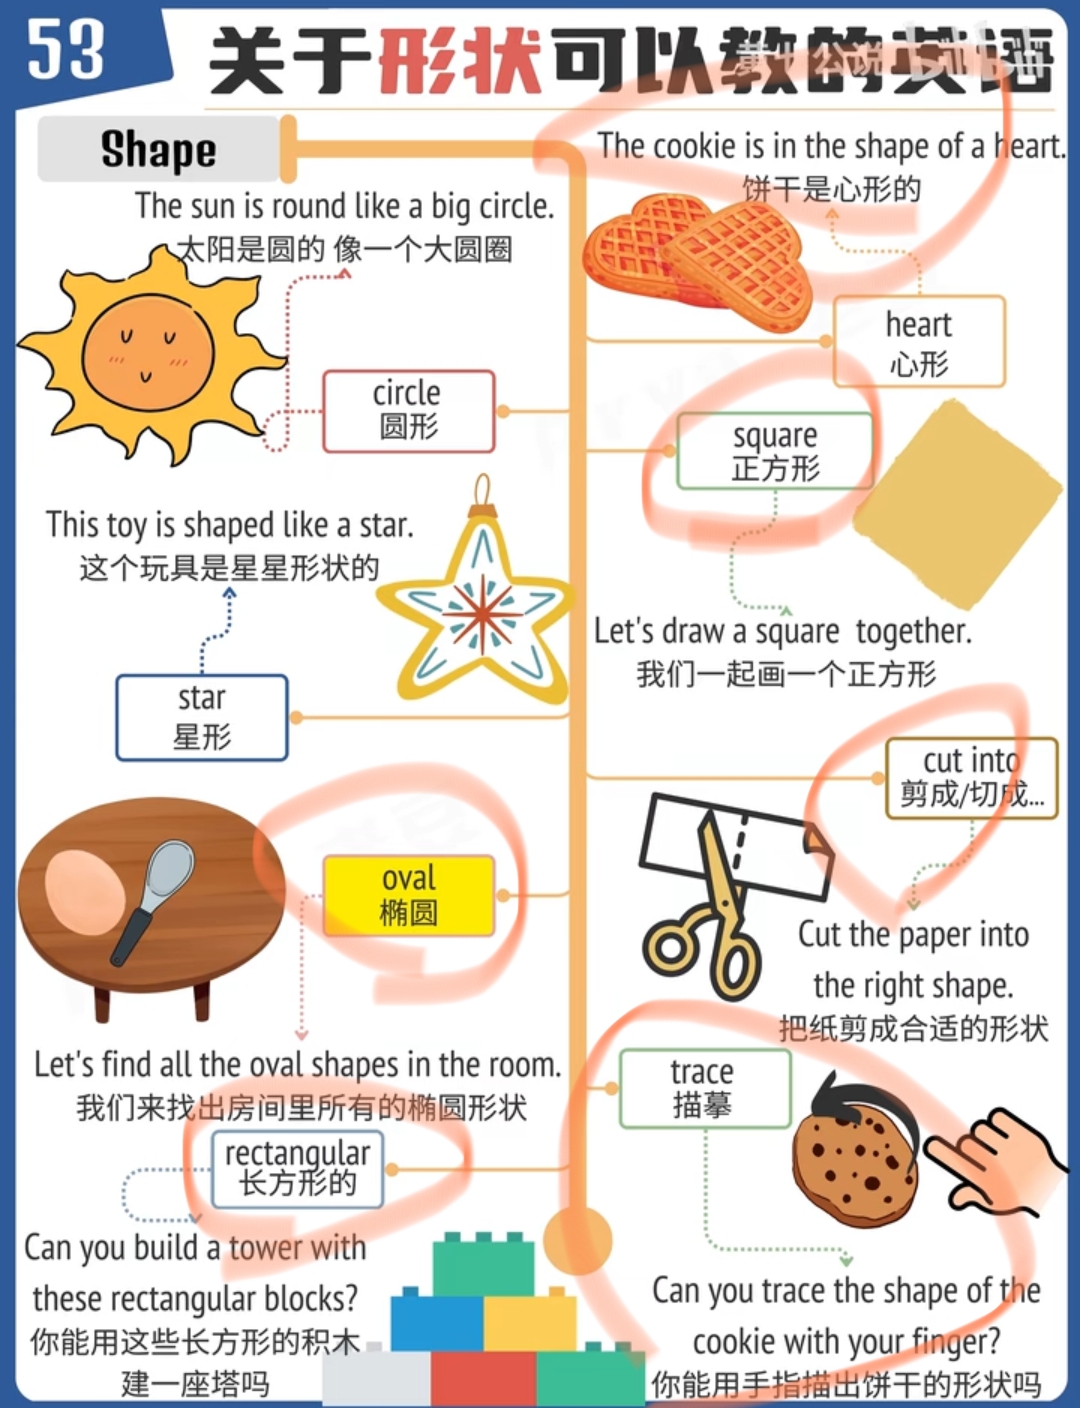 53
关于形状可以教的英语
Shape
The sun is round like a big circle.
太阳是圆的 像一个大圆圈
circle
圆形
This toy is shaped like a star.
这个玩具是星星形状的
star
星形
oval
椭圆
Let's find all the oval shapes in the room.
我们来找出房间里所有的椭圆形状
rectangular
长方形的
Can you build a tower with
these rectangular blocks?
你能用这些长方形的积木
建一座塔吗
The cookie is in the shape of a heart.
饼干是心形的
heart
心形
square
正方形
Let's draw a square together.
我们一起画一个正方形
cut into
剪成/切成...
Cut the paper into
the right shape.
把纸剪成合适的形状
trace
描摹
Can you trace the shape of the
cookie with your finger?
你能用手指描出饼干的形状吗